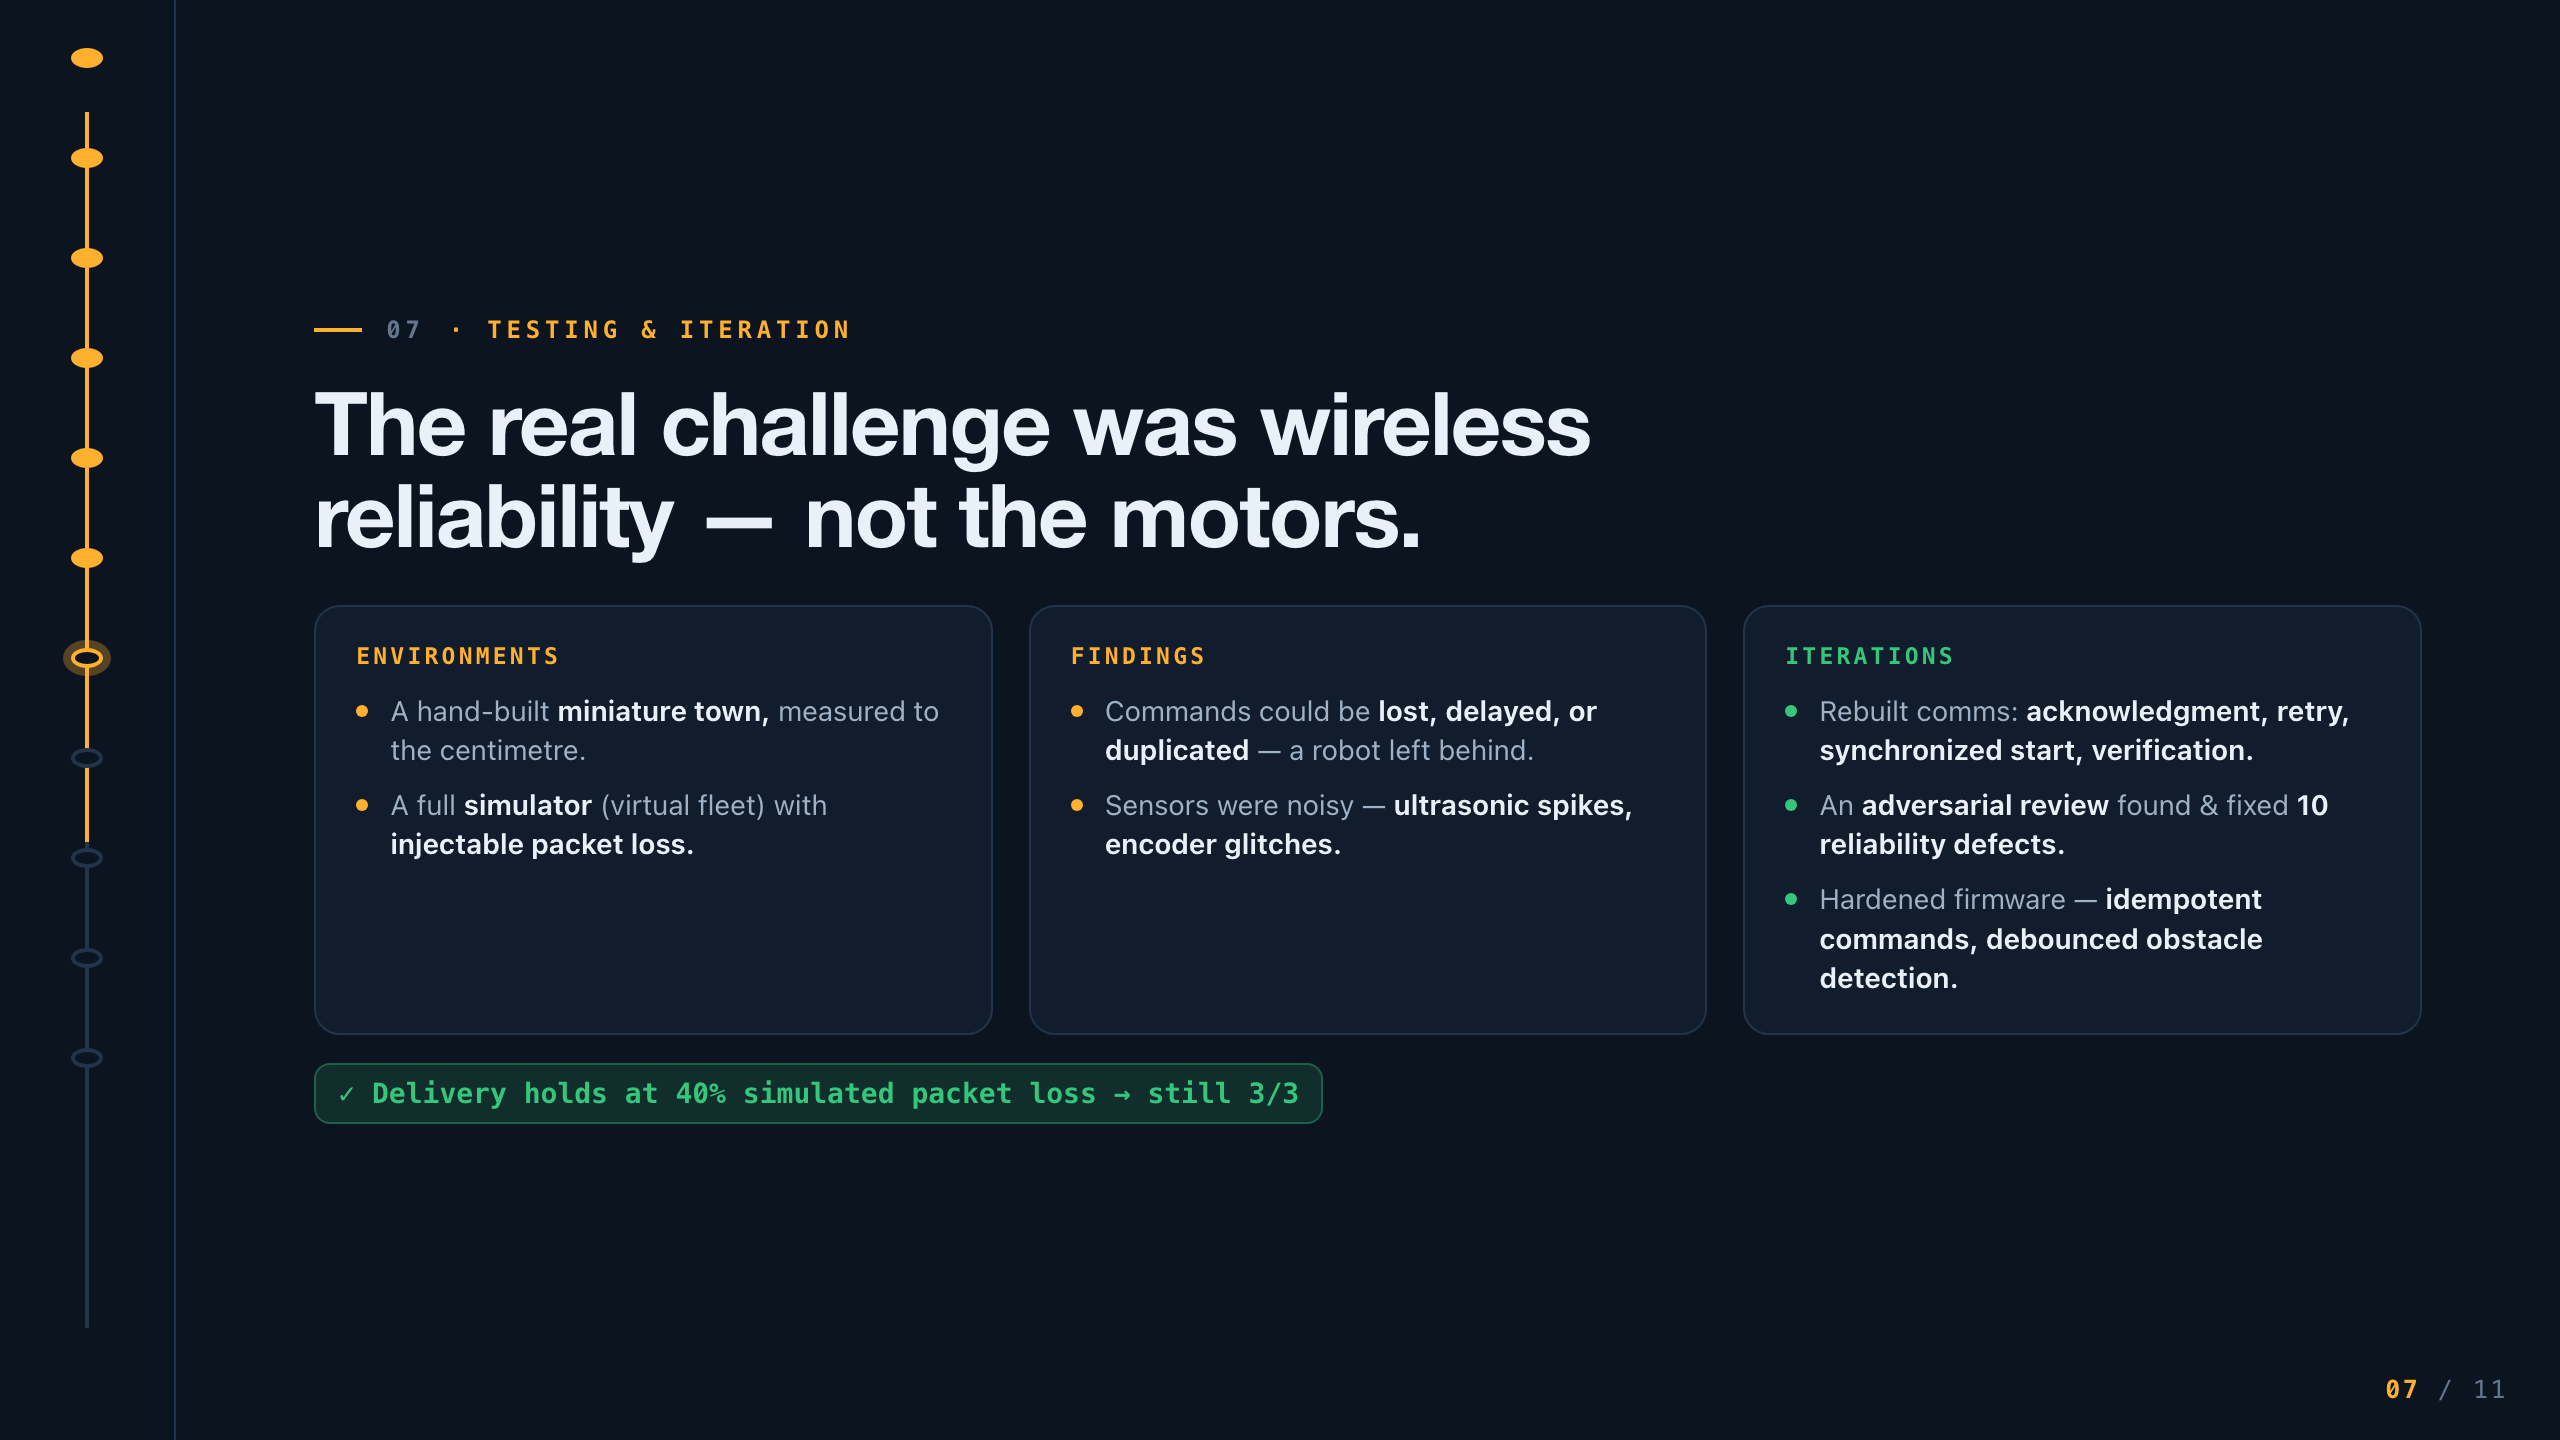 07 · TESTING & ITERATION
The real challenge was wireless
reliability — not the motors.
ENVIRONMENTS
A hand-built miniature town, measured to
the centimetre.
A full simulator (virtual fleet) with
injectable packet loss.
FINDINGS
Commands could be lost, delayed, or
duplicated — a robot left behind.
Sensors were noisy — ultrasonic spikes,
encoder glitches.
ITERATIONS
Rebuilt comms: acknowledgment, retry,
synchronized start, verification.
An adversarial review found & fixed 10
reliability defects.
Hardened firmware — idempotent
commands, debounced obstacle
detection.
✓ Delivery holds at 40% simulated packet loss → still 3/3
07 / 11